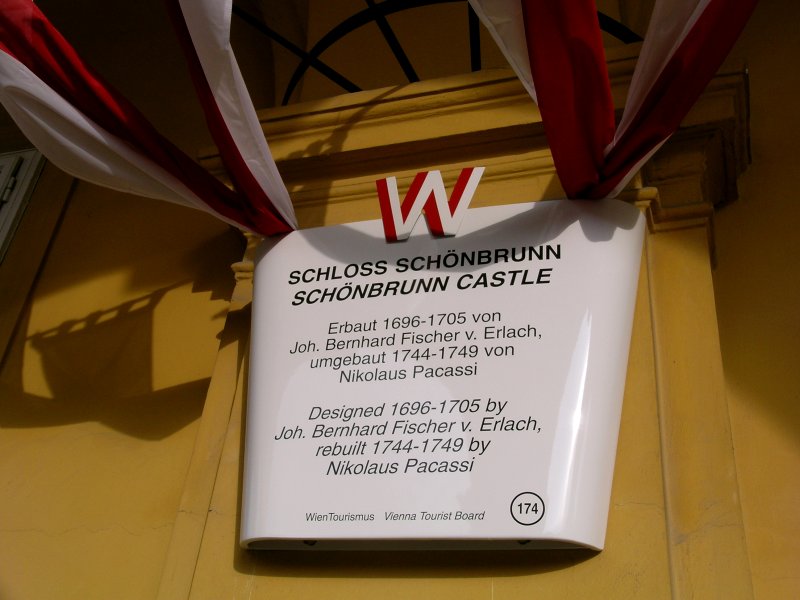 W
SCHLOSS SCHÖNBRUNN
SCHÖNBRUNN CASTLE
Erbaut 1696-1705 von
Joh. Bernhard Fischer v. Erlach,
umgebaut 1744-1749 von
Nikolaus Pacassi
Designed 1696-1705 by
Joh. Bernhard Fischer v. Erlach,
rebuilt 1744-1749 by
Nikolaus Pacassi
WienTourismus Vienna Tourist Board 174